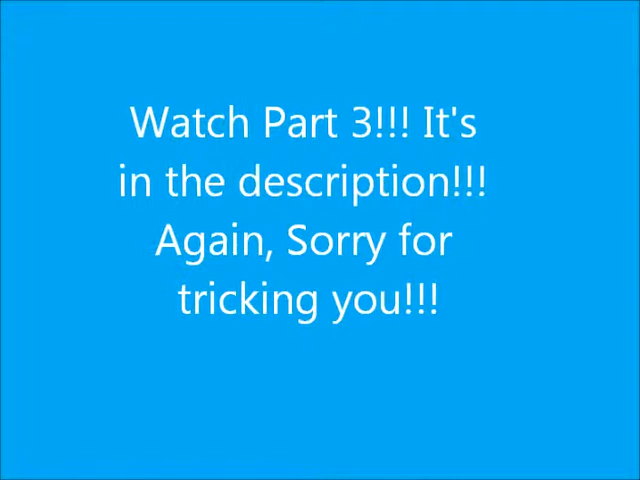 Watch Part 3!!! It's
in the description!!!
Again, Sorry for
tricking you!!!